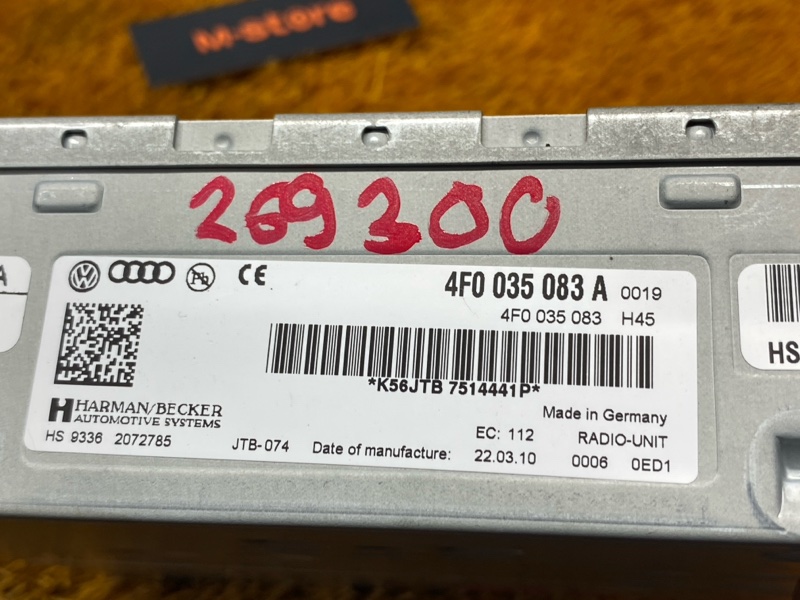 M-store
269300
A
CE
4F0 035 083 A 0019
4F0 035 083 H45
*K56JTB 7514441P*
HARMAN/BECKER
AUTOMOTIVE SYSTEMS
Made in Germany
EC: 112 RADIO-UNIT
HS 9336 2072785 JTB-074 Date of manufacture: 22.03.10 0006 0ED1
HS